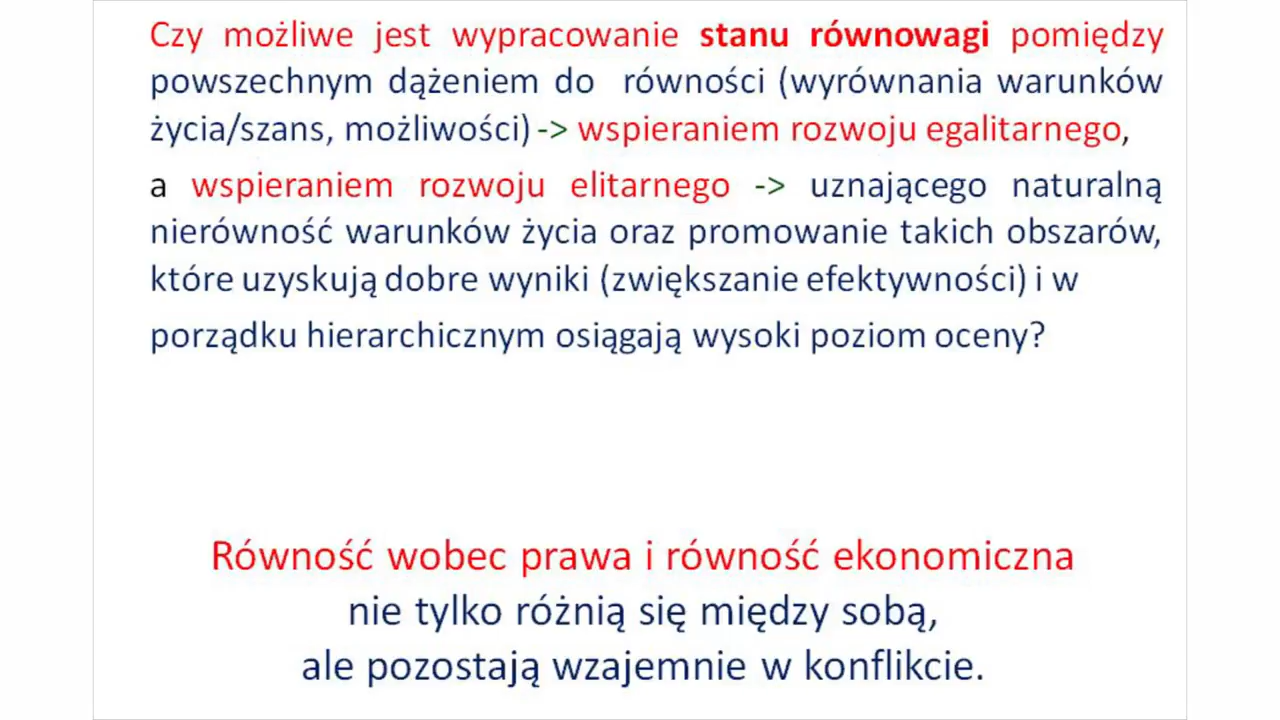 Czy możliwe jest wypracowanie stanu równowagi pomiędzy
powszechnym dążeniem do równości (wyrównania warunków
życia/szans, możliwości) -> wspieraniem rozwoju egalitarnego,
a wspieraniem rozwoju elitarnego -> uznającego naturalną
nierówność warunków życia oraz promowanie takich obszarów,
które uzyskują dobre wyniki (zwiększanie efektywności) i w
porządku hierarchicznym osiągają wysoki poziom oceny?
Równość wobec prawa i równość ekonomiczna
nie tylko różnią się między sobą,
ale pozostają wzajemnie w konflikcie.